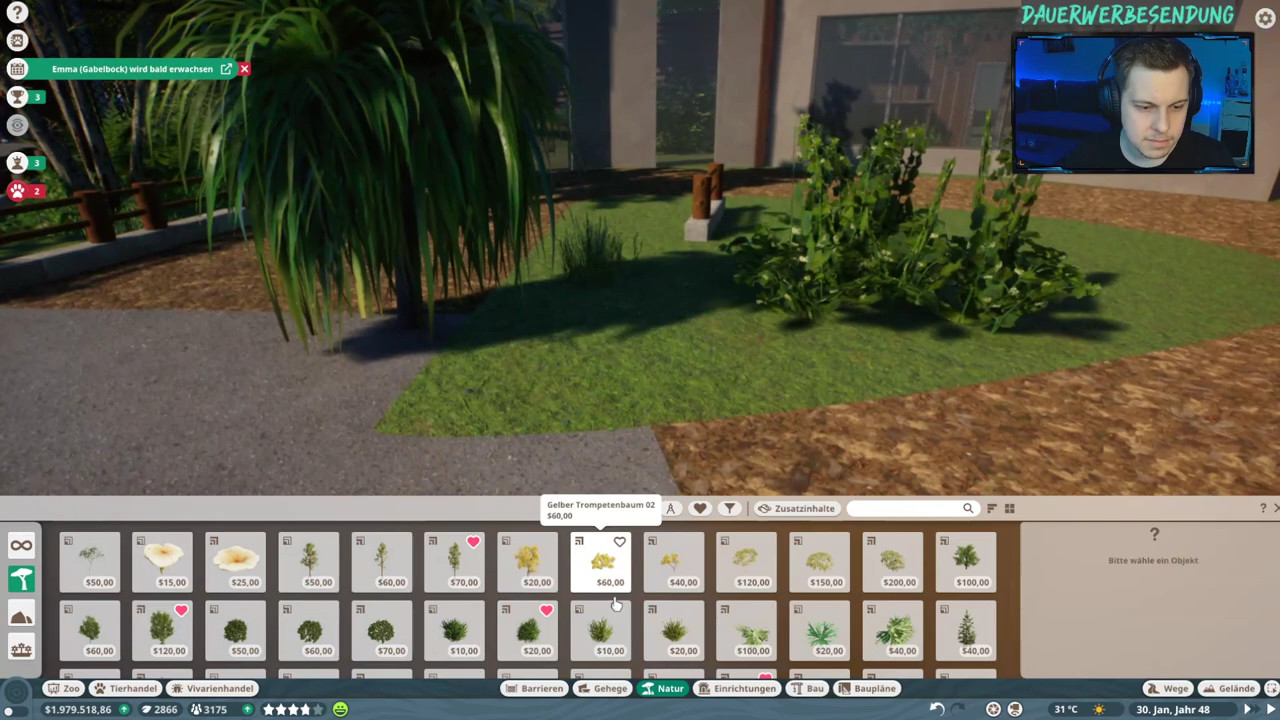 DAUERWERBESENDUNG
?
Emma (Gabelbock) wird bald erwachsen
3
3
2
Gelber Trompetenbaum 02
$60,00
Zusatzinhalte
?
$50,00 $15,00 $25,00 $50,00 $60,00 $70,00 $20,00 $60,00 $40,00 $120,00 $150,00 $200,00 $100,00
?
Bitte wähle ein Objekt
$60,00 $120,00 $50,00 $60,00 $70,00 $10,00 $20,00 $10,00 $20,00 $100,00 $20,00 $40,00 $40,00
Zoo Tierhandel Vivarienhandel Barrieren Gehege Natur Einrichtungen Bau Baupläne Wege Gelände
$1.979.518,86 2866 3175 31 °C 30. Jan, Jahr 48